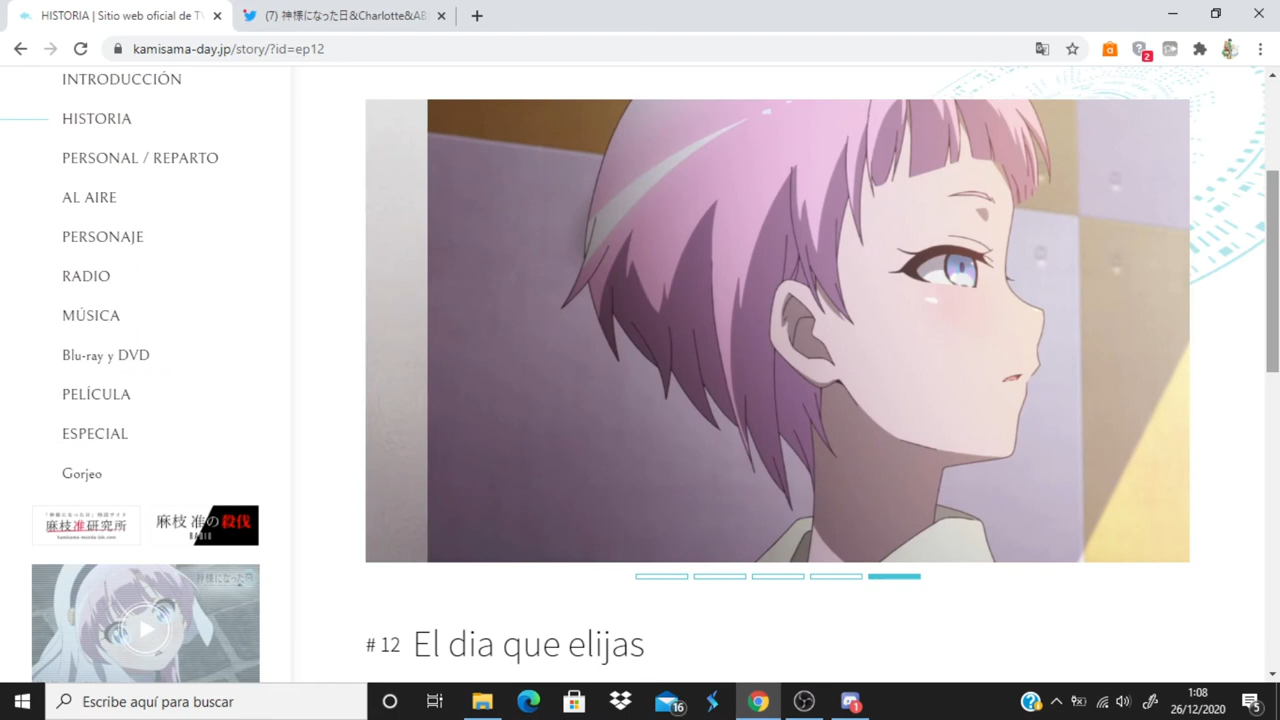 HISTORIA | Sitio web oficial de TV
(7) 神様になった日&Charlotte&AB
kamisama-day.jp/story/?id=ep12
2
INTRODUCCIÓN
HISTORIA
PERSONAL / REPARTO
AL AIRE
PERSONAJE
RADIO
MÚSICA
Blu-ray y DVD
PELÍCULA
ESPECIAL
Gorjeo
麻枝准研究所
麻枝 准の殺伐
RADIO
神様になった日
# 12 El dia que elijas
Escribe aquí para buscar
16
1
1:08
26/12/2020
5